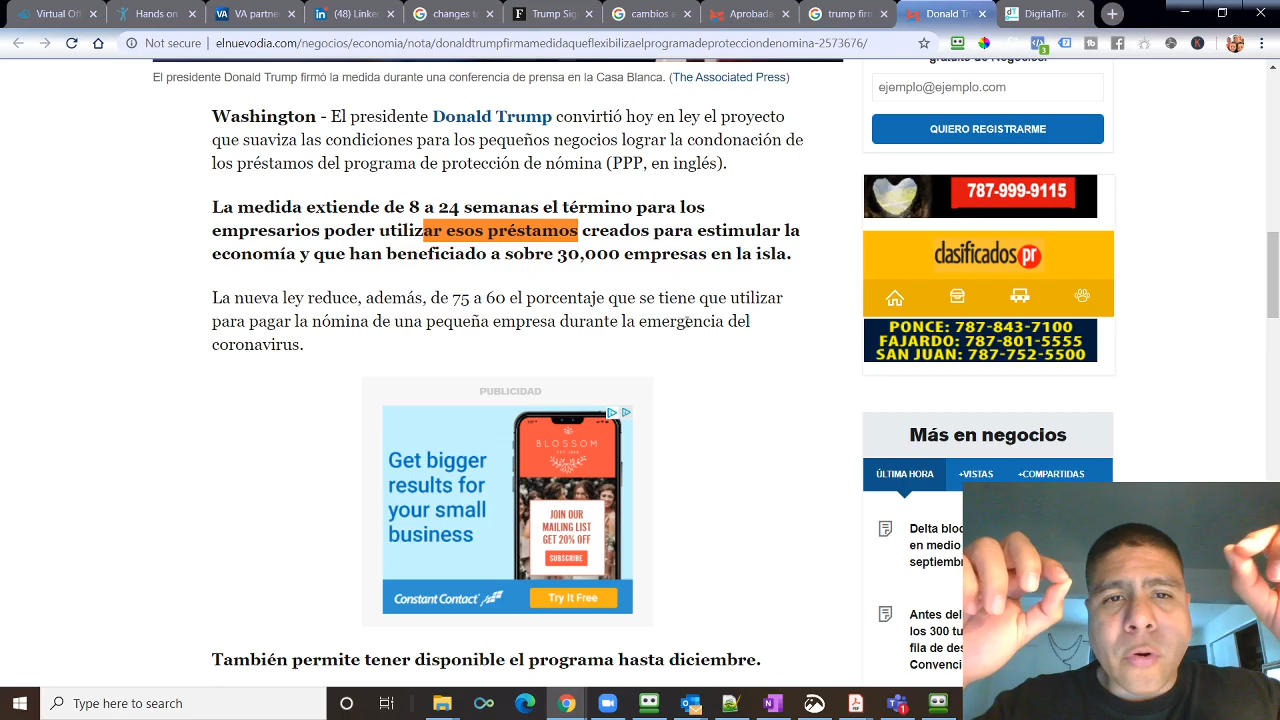 Virtual Off
Hands on
VA partne
(48) Linke
changes to
Trump Sig
cambios e
Aprobada
trump firm
Donald Tr
DigitalTra
Not secure
elnuevodia.com/negocios/economia/nota/donaldtrumpfirmamedidaqueflexibilizaelprogramadeprotecciondenomina-2573676/
3
El presidente Donald Trump firmó la medida durante una conferencia de prensa en la Casa Blanca. (The Associated Press)
Washington - El presidente Donald Trump convirtió hoy en ley el proyecto
que suaviza las condiciones para los pequeños negocios lograr la condonación de
los préstamos del programa de protección de nómina (PPP, en inglés).
La medida extiende de 8 a 24 semanas el término para los
empresarios poder utilizar esos préstamos creados para estimular la
economía y que han beneficiado a sobre 30,000 empresas en la isla.
La nueva ley reduce, además, de 75 a 60 el porcentaje que se tiene que utilizar
para pagar la nómina de una pequeña empresa durante la emergencia del
coronavirus.
PUBLICIDAD
Get bigger
results for
your small
business
BLOSSOM
JOIN OUR
MAILING LIST
GET 20% OFF
SUBSCRIBE
Constant Contact
Try It Free
También permite tener disponible el programa hasta diciembre.
gratuito de Negocios.
ejemplo@ejemplo.com
QUIERO REGISTRARME
787-999-9115
clasificados pr
PONCE: 787-843-7100
FAJARDO: 787-801-5555
SAN JUAN: 787-752-5500
Más en negocios
ÚLTIMA HORA
+VISTAS
+COMPARTIDAS
Delta bloq
en medio
septiemb
Antes del
los 300 tu
fila de des
Convenci
Type here to search
1